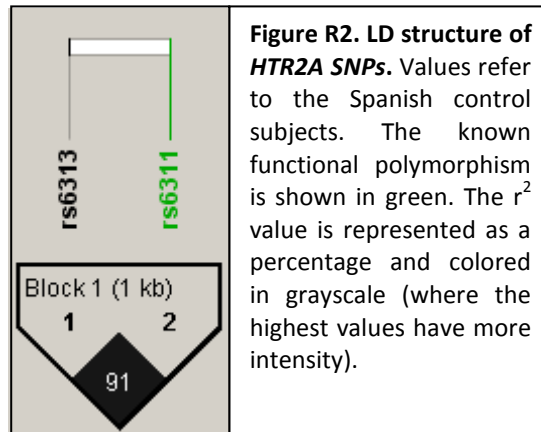 rs6313
rs6311
Block 1 (1 kb)
1 2
91
Figure R2. LD structure of
HTR2A SNPs. Values refer
to the Spanish control
subjects. The known
functional polymorphism
is shown in green. The r²
value is represented as a
percentage and colored
in grayscale (where the
highest values have more
intensity).